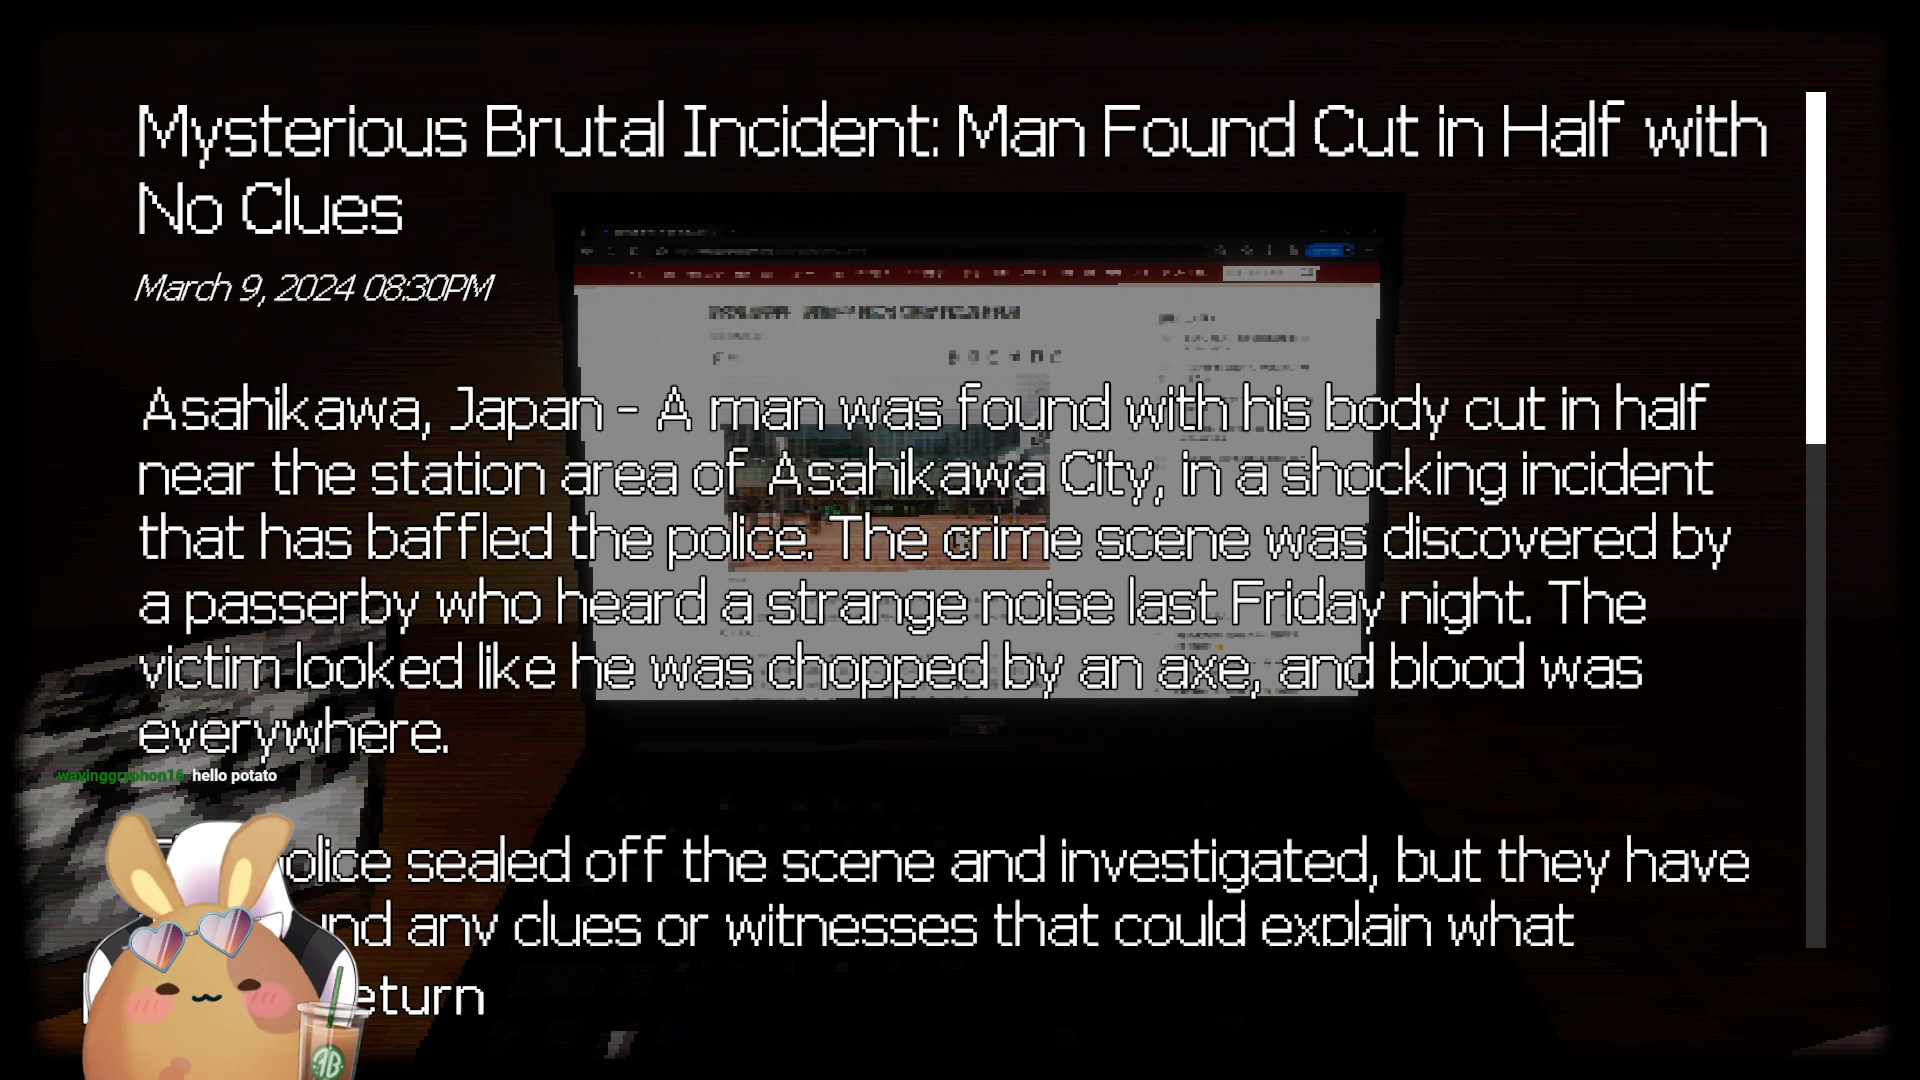 Mysterious Brutal Incident: Man Found Cut in Half with
No Clues
March 9, 2024 08:30PM
Asahikawa, Japan - A man was found with his body cut in half
near the station area of Asahikawa City, in a shocking incident
that has baffled the police. The crime scene was discovered by
a passerby who heard a strange noise last Friday night. The
victim looked like he was chopped by an axe, and blood was
everywhere.
wavinggryphon16 hello potato
olice sealed off the scene and investigated, but they have
und any clues or witnesses that could explain what
eturn
AB